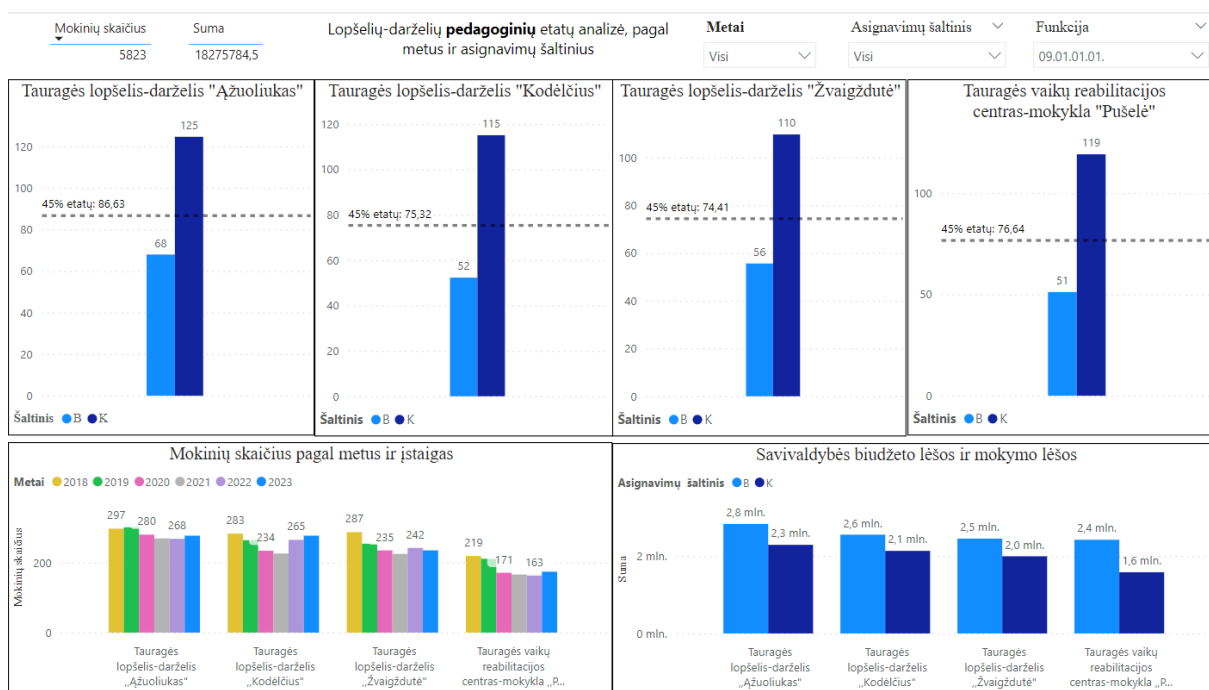 Mokinių skaičius
Suma
5823
18275784,5
Lopšelių-darželių pedagoginių etatų analizė, pagal
metus ir asignavimų šaltinius
Metai
Visi
Asignavimų šaltinis
Visi
Funkcija
09.01.01.01.
Tauragės lopšelis-darželis "Ąžuoliukas"
125
120
100
45% etatų: 86,63
80
68
60
40
20
0
Šaltinis B K
Tauragės lopšelis-darželis "Kodėlčius"
120
115
100
80
45% etatų: 75,32
60
52
40
20
0
Šaltinis B K
Tauragės lopšelis-darželis "Žvaigždutė"
110
100
80
45% etatų: 74,41
60
56
40
20
0
Šaltinis B K
Tauragės vaikų reabilitacijos
centras-mokykla "Pušelė"
119
100
45% etatų: 76,64
50
51
0
Šaltinis B K
Mokinių skaičius pagal metus ir įstaigas
Metai 2018 2019 2020 2021 2022 2023
Mokinių skaičius
200
0
297 280 268
283 234 265
287 235 242
219 171 163
Tauragės
lopšelis-darželis
„Ąžuoliukas"
Tauragės
lopšelis-darželis
„Kodėlčius"
Tauragės
lopšelis-darželis
„Žvaigždutė"
Tauragės vaikų
reabilitacijos
centras-mokykla „P...
Savivaldybės biudžeto lėšos ir mokymo lėšos
Asignavimų šaltinis B K
Suma
2 mln.
0 mln.
2,8 mln.
2,3 mln.
2,6 mln.
2,1 mln.
2,5 mln.
2,0 mln.
2,4 mln.
1,6 mln.
Tauragės
lopšelis-darželis
„Ąžuoliukas"
Tauragės
lopšelis-darželis
„Kodėlčius"
Tauragės
lopšelis-darželis
„Žvaigždutė"
Tauragės vaikų
reabilitacijos
centras-mokykla „P...